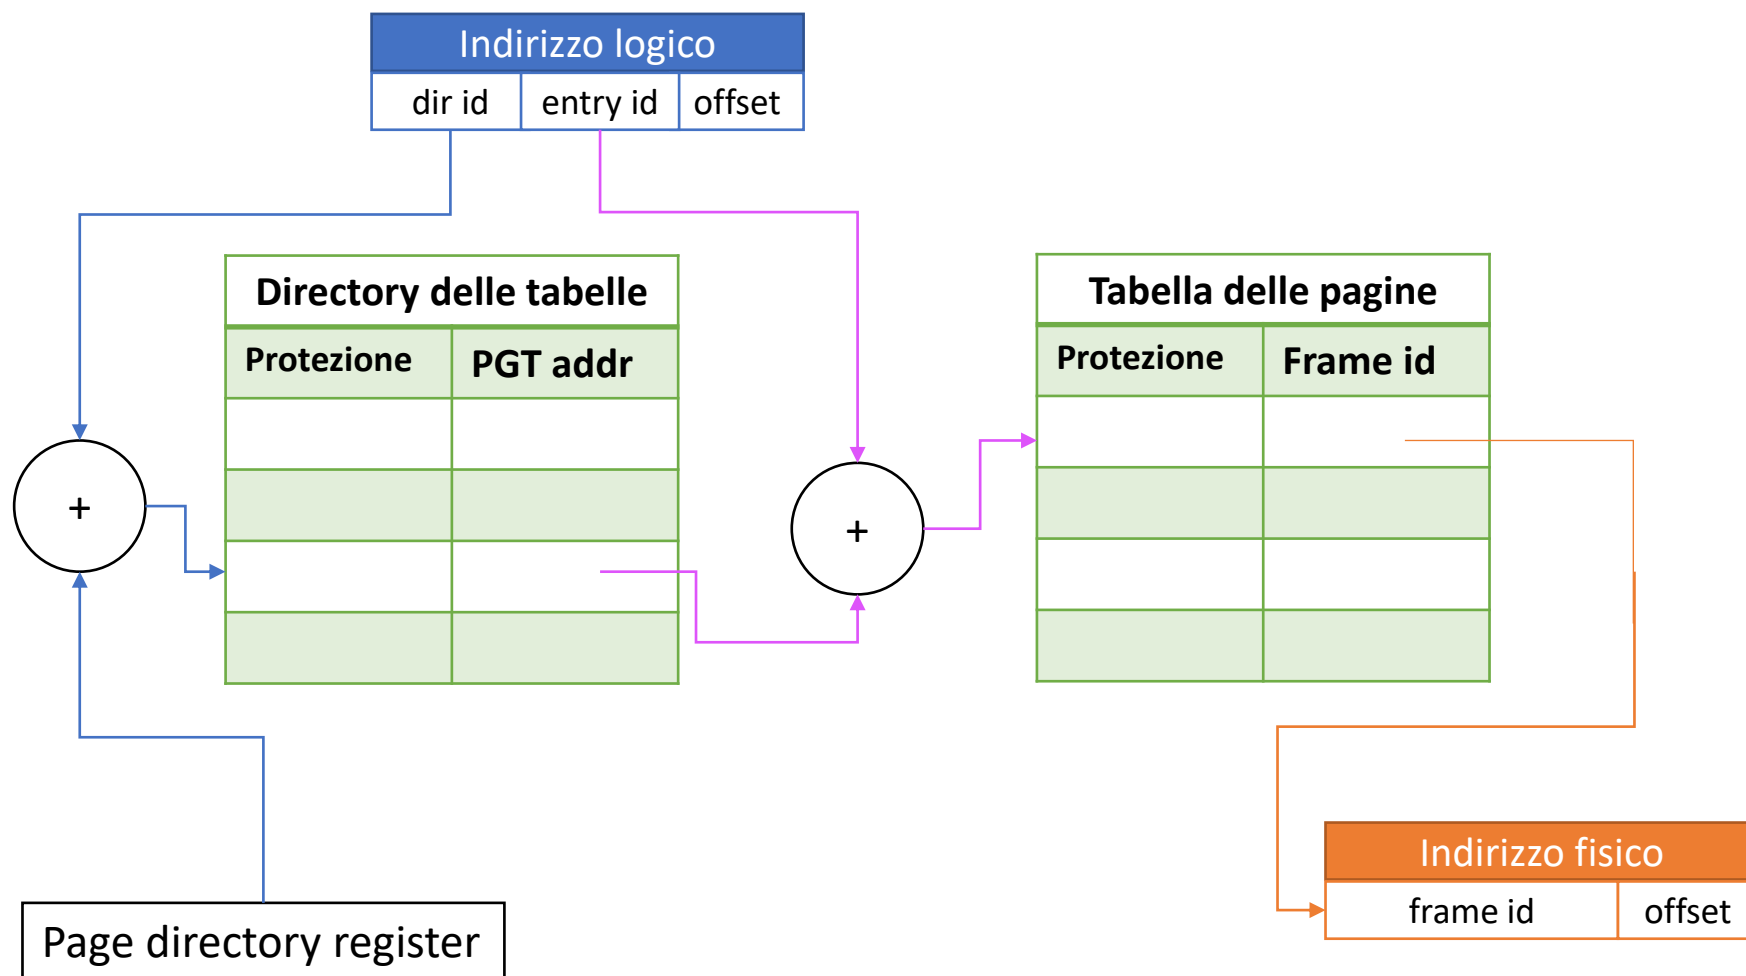 Indirizzo logico
dir id entry id offset
Directory delle tabelle
Protezione PGT addr
Tabella delle pagine
Protezione Frame id
+
+
Indirizzo fisico
frame id offset
Page directory register